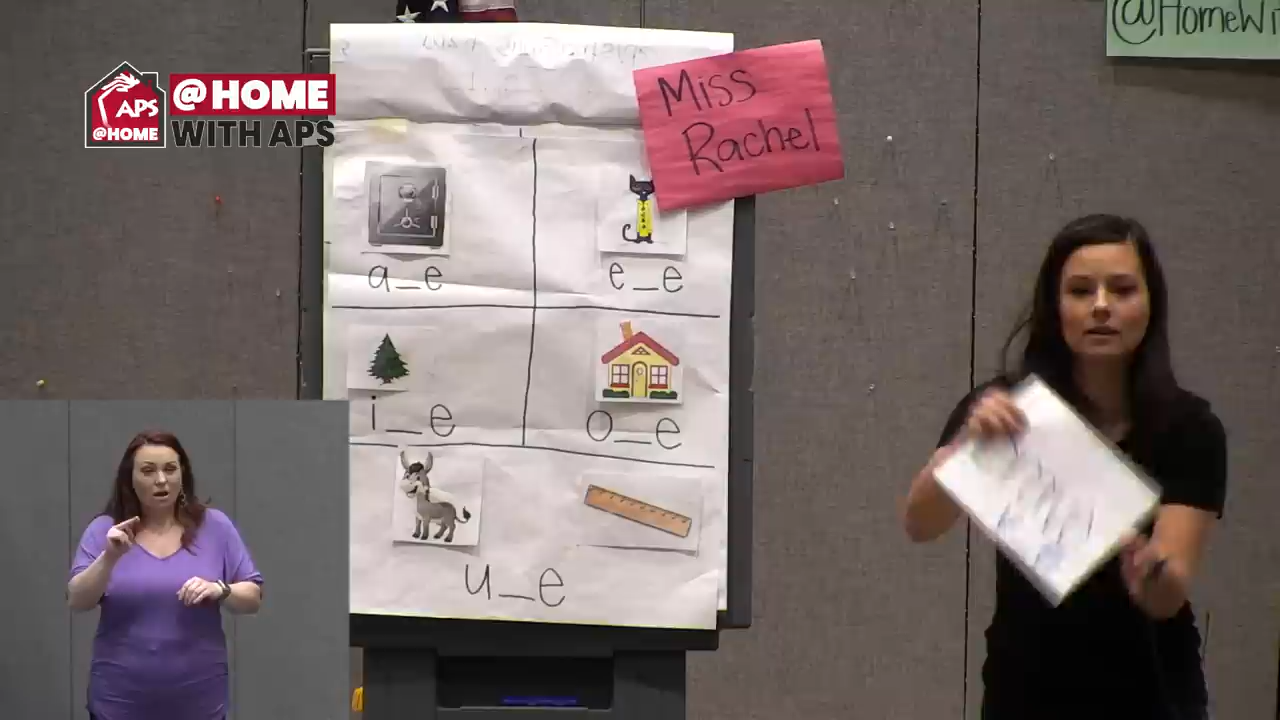 APS
@HOME
@HOME
WITH APS
Miss
Rachel
@HomeWi
a_e
e_e
i_e
o_e
u_e